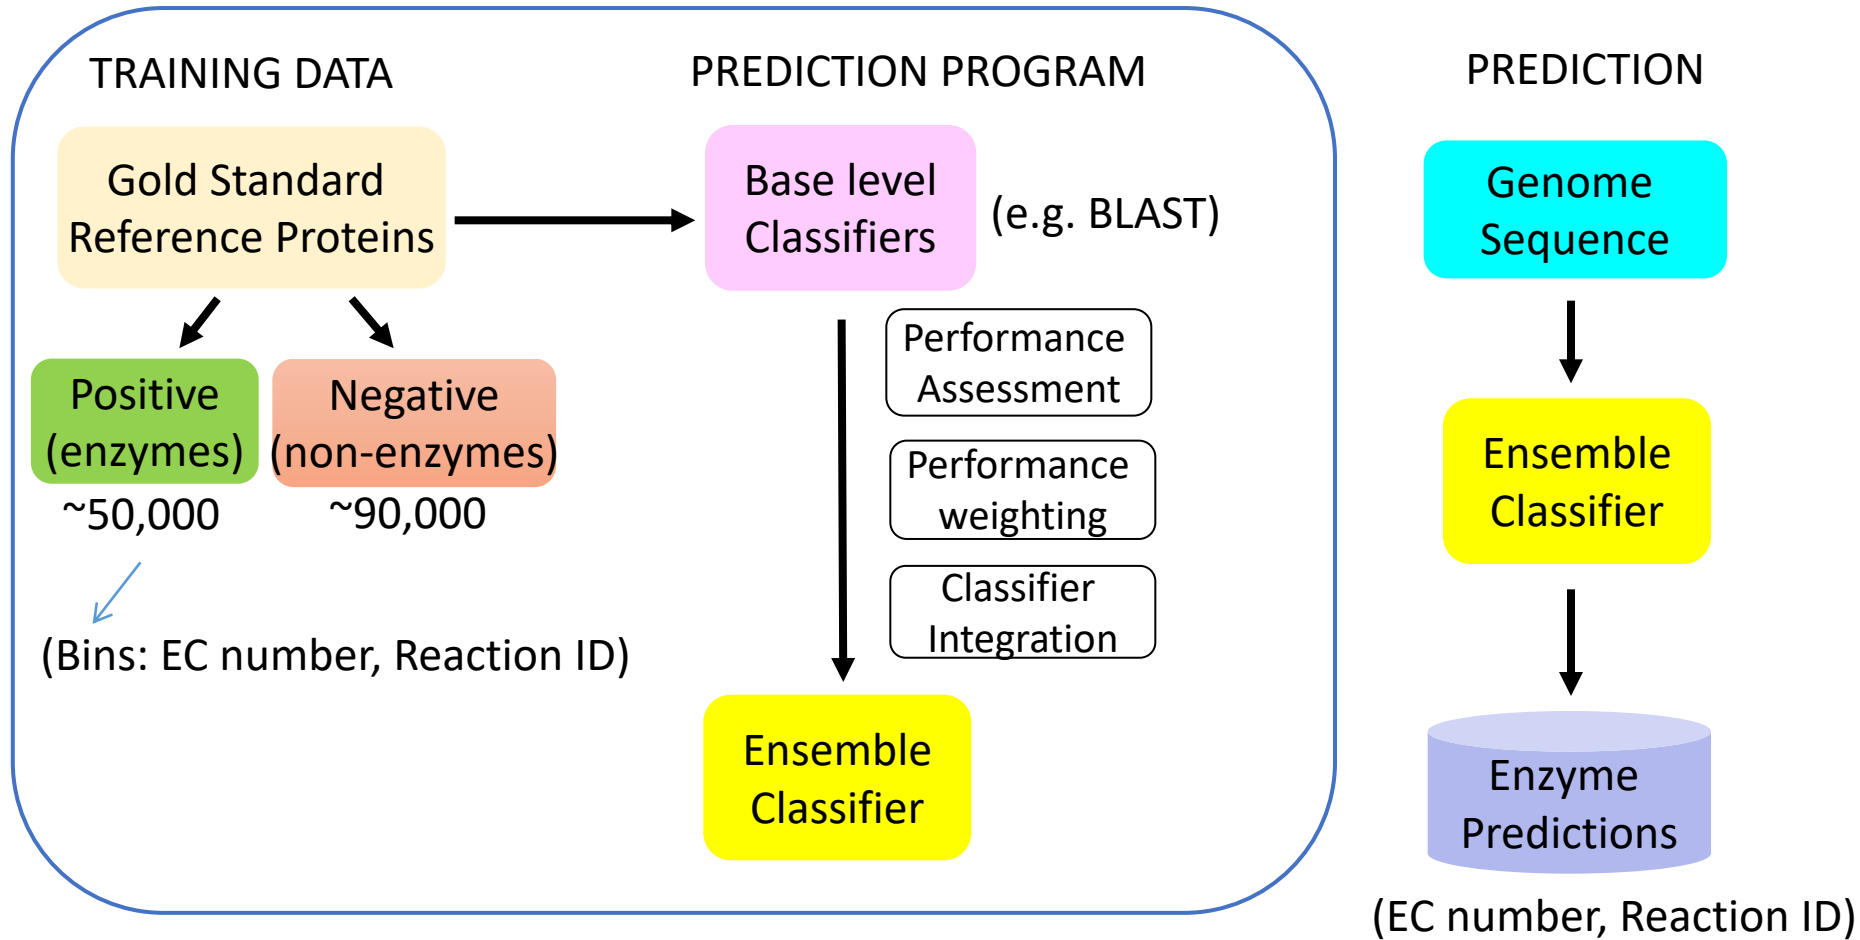 TRAINING DATA
Gold Standard
Reference Proteins
Positive
(enzymes)
~50,000
Negative
(non-enzymes)
~90,000
(Bins: EC number, Reaction ID)
PREDICTION PROGRAM
Base level
Classifiers
(e.g. BLAST)
Performance
Assessment
Performance
weighting
Classifier
Integration
Ensemble
Classifier
PREDICTION
Genome
Sequence
Ensemble
Classifier
Enzyme
Predictions
(EC number, Reaction ID)